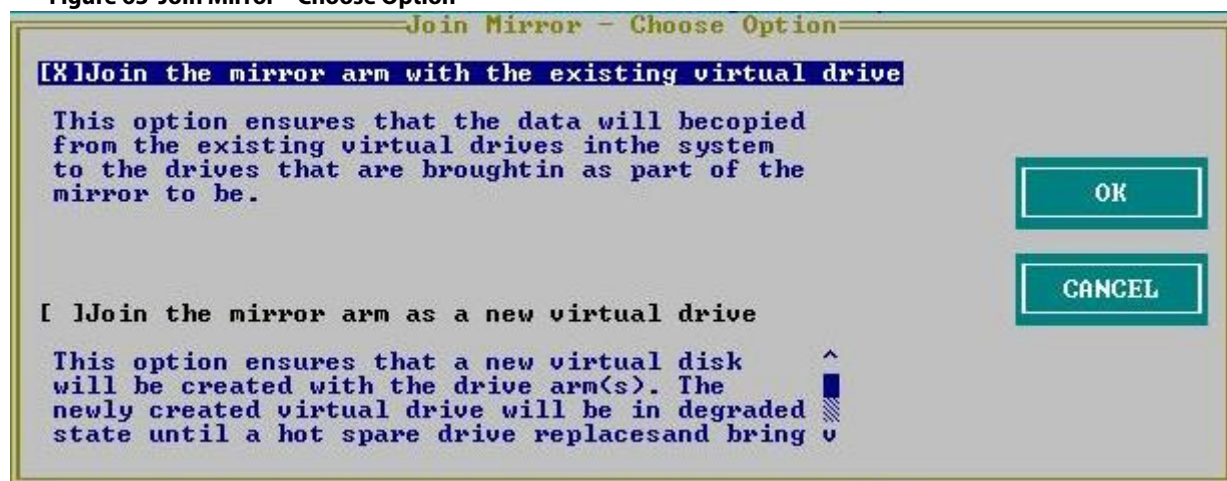 Figure 65 Join Mirror – Choose Option
Join Mirror - Choose Option
[X]Join the mirror arm with the existing virtual drive
This option ensures that the data will becopied
from the existing virtual drives inthe system
to the drives that are broughtin as part of the
mirror to be.
OK
CANCEL
[ ]Join the mirror arm as a new virtual drive
This option ensures that a new virtual disk
will be created with the drive arm(s). The
newly created virtual drive will be in degraded
state until a hot spare drive replacesand bring